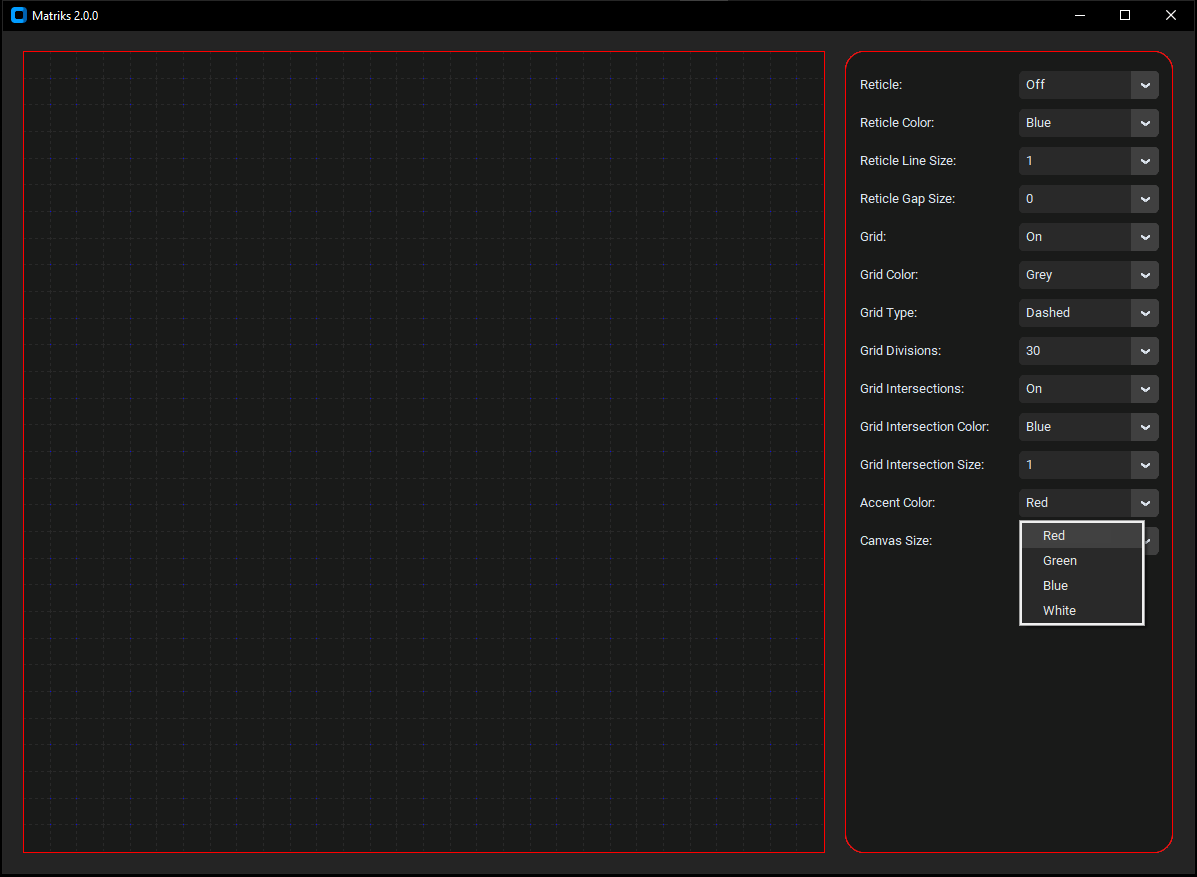 Matriks 2.0.0
Reticle: Off
Reticle Color: Blue
Reticle Line Size: 1
Reticle Gap Size: 0
Grid: On
Grid Color: Grey
Grid Type: Dashed
Grid Divisions: 30
Grid Intersections: On
Grid Intersection Color: Blue
Grid Intersection Size: 1
Accent Color: Red
Canvas Size:
Red
Green
Blue
White